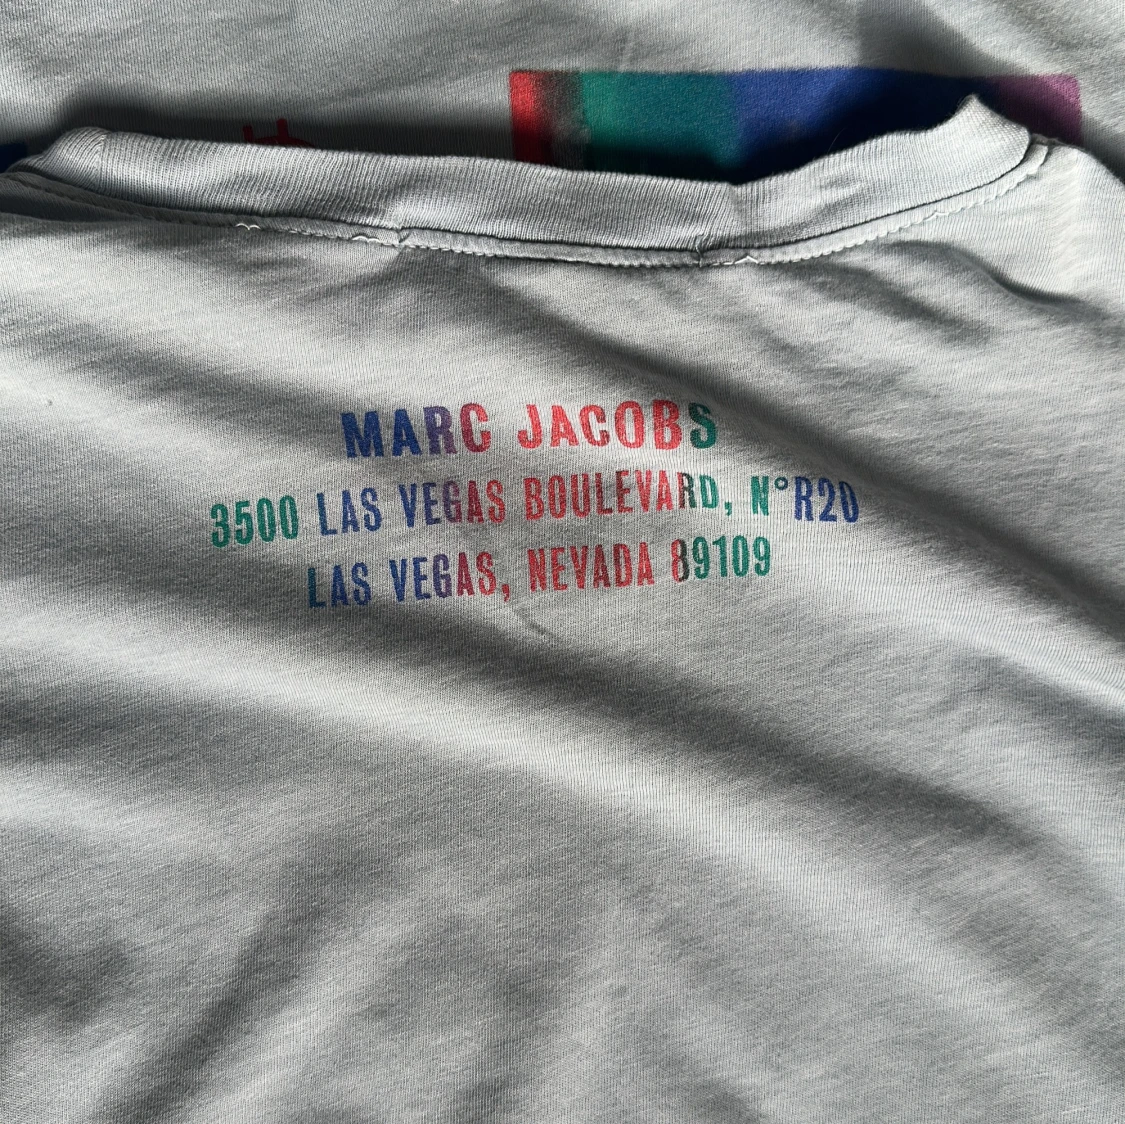 MARC JACOBS
3500 LAS VEGAS BOULEVARD, N°R20
LAS VEGAS, NEVADA 89109